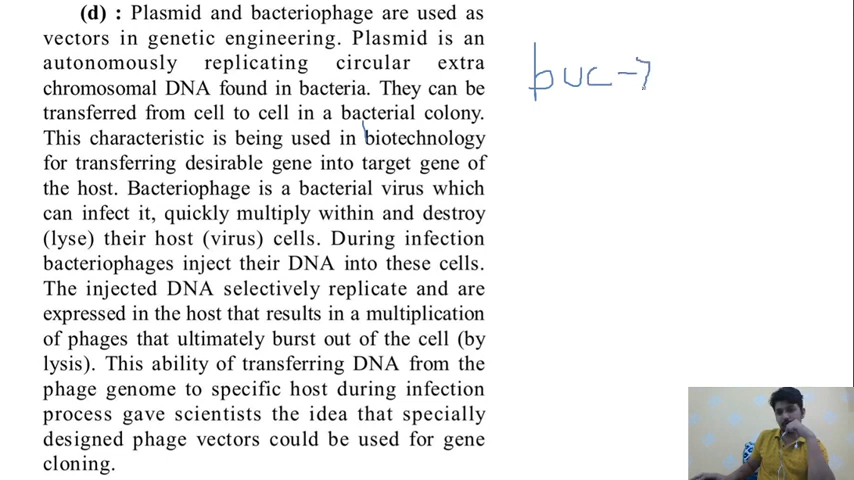 (d) : Plasmid and bacteriophage are used as
vectors in genetic engineering. Plasmid is an
autonomously replicating circular extra
chromosomal DNA found in bacteria. They can be
transferred from cell to cell in a bacterial colony.
This characteristic is being used in biotechnology
for transferring desirable gene into target gene of
the host. Bacteriophage is a bacterial virus which
can infect it, quickly multiply within and destroy
(lyse) their host (virus) cells. During infection
bacteriophages inject their DNA into these cells.
The injected DNA selectively replicate and are
expressed in the host that results in a multiplication
of phages that ultimately burst out of the cell (by
lysis). This ability of transferring DNA from the
phage genome to specific host during infection
process gave scientists the idea that specially
designed phage vectors could be used for gene
cloning.